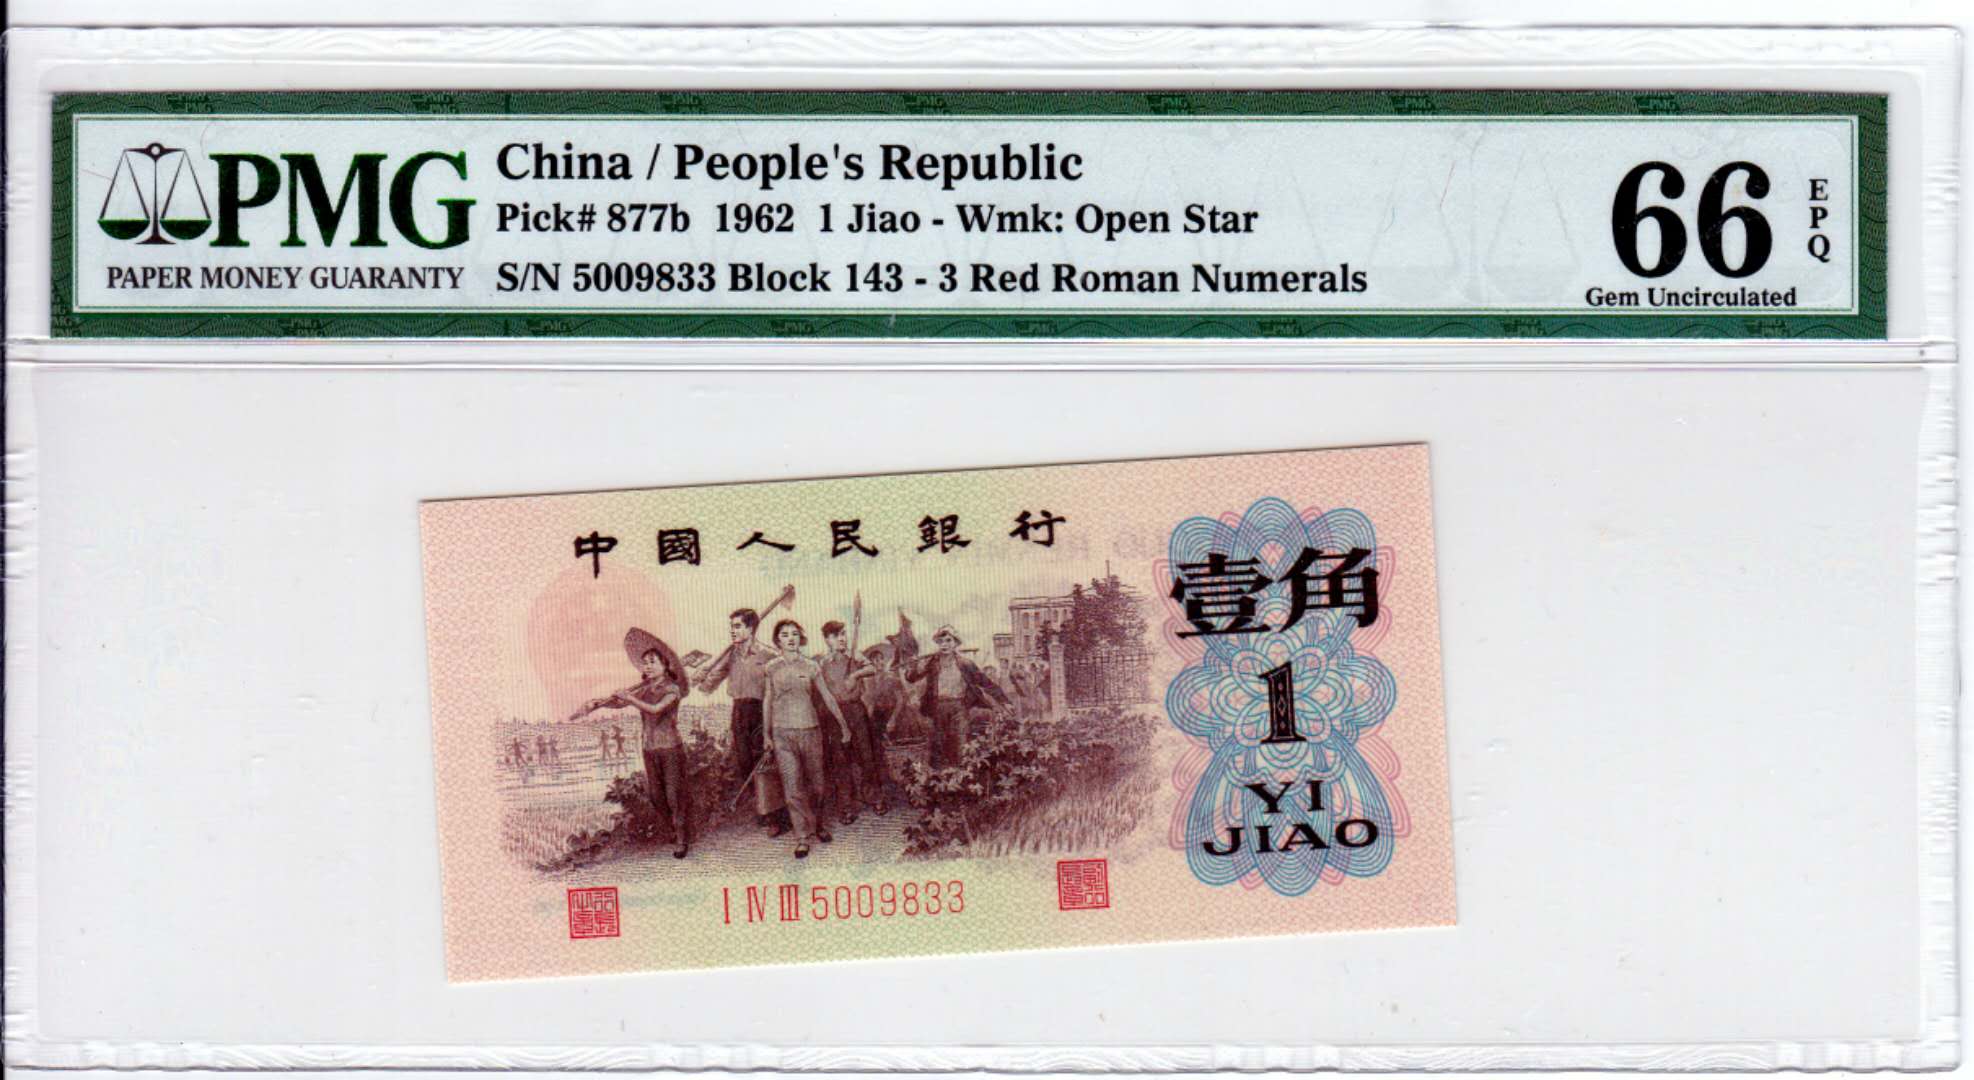 PMG
PAPER MONEY GUARANTY
China / People's Republic
Pick# 877b 1962 1 Jiao - Wmk: Open Star
S/N 5009833 Block 143 - 3 Red Roman Numerals
66
EPQ
Gem Uncirculated
中國人民銀行
壹角
1
YI
JIAO
I IV III 5009833